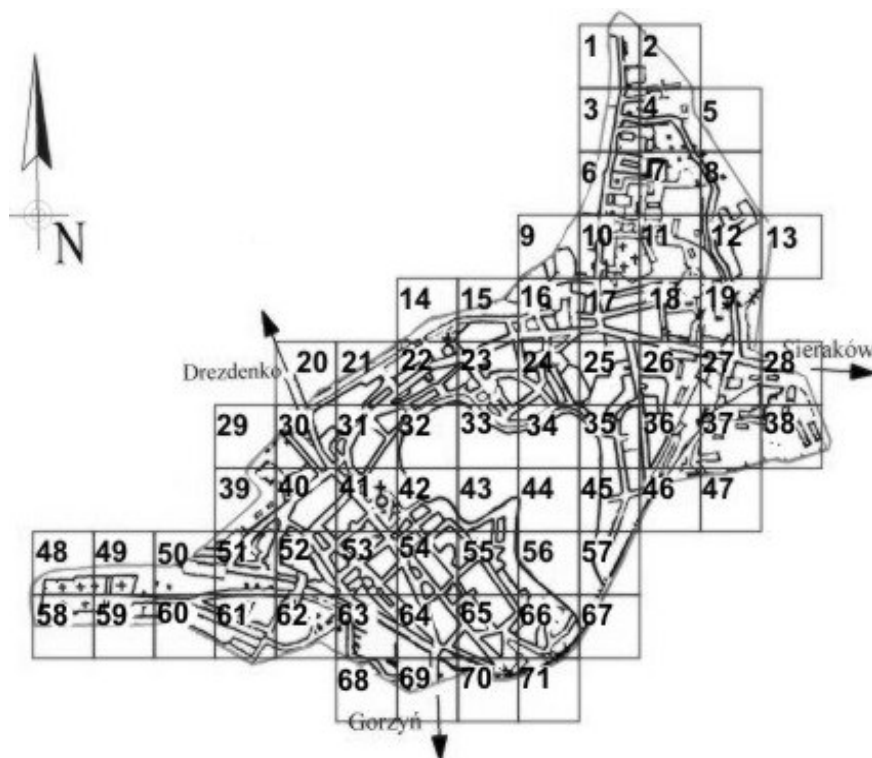 1 2
3 4 5
6 7 8
N
9 10 11 12 13
14 15 16 17 18 19
Drezdenko
20 21 22 23 24 25 26 27 28
Sieraków
29 30 31 32 33 34 35 36 37 38
39 40 41 42 43 44 45 46 47
48 49 50 51 52 53 54 55 56 57
58 59 60 61 62 63 64 65 66 67
68 69 70 71
Gorzyń